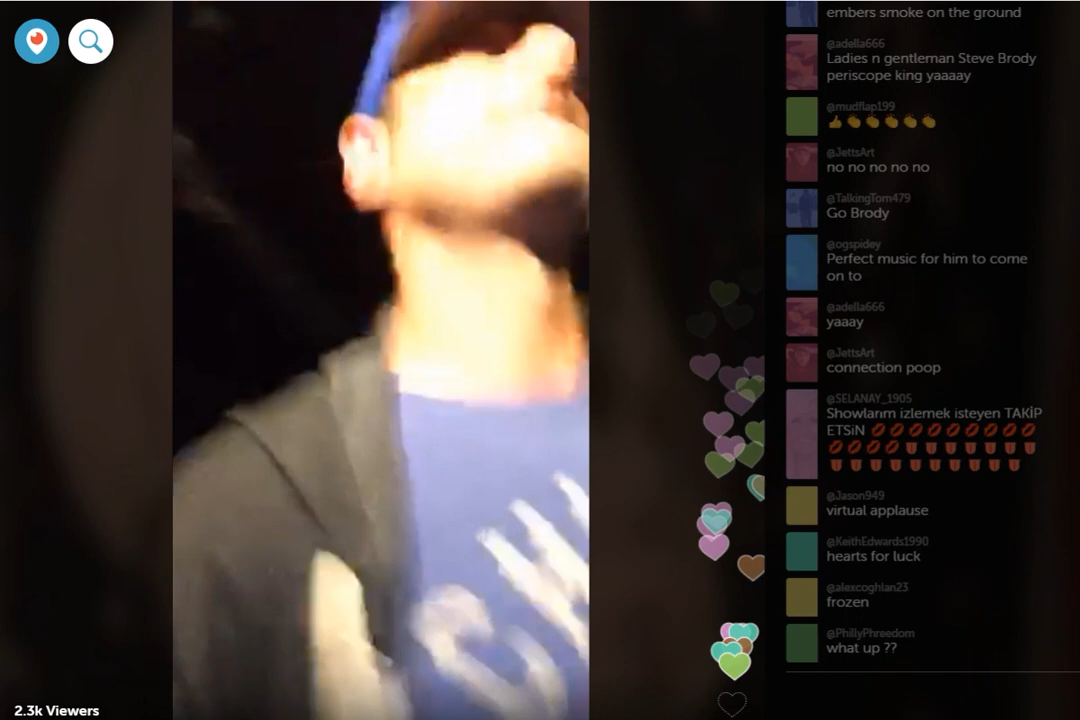 embers smoke on the ground
@adella666
Ladies n gentleman Steve Brody
periscope king yaaaay
@mudflap199
@JettsArt
no no no no no
@TalkingTom479
Go Brody
@ogspidey
Perfect music for him to come
on to
@adella666
yaaay
@JettsArt
connection poop
@SELANAY_1905
Showlarım izlemek isteyen TAKİP
ETSiN
@Jason949
virtual applause
@KeithEdwards1990
hearts for luck
@alexcoghlan23
frozen
@PhillyPhreedom
what up ??
2.3k Viewers